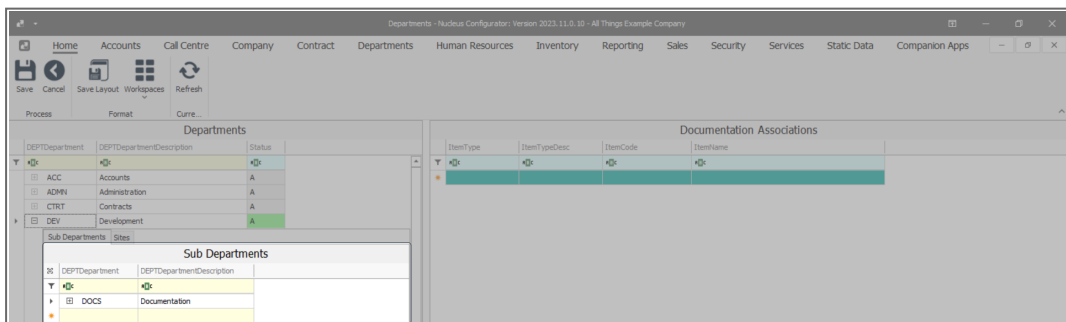 Departments - Nucleus Configurator: Version 2023.11.0.10 - All Things Example Company
Home Accounts Call Centre Company Contract Departments Human Resources Inventory Reporting Sales Security Services Static Data Companion Apps
Save Cancel Save Layout Workspaces Refresh
Process Format Curre...
Departments
DEPTDepartment DEPTDepartmentDescription Status
ACC Accounts A
ADMN Administration A
CTRT Contracts A
DEV Development A
Sub Departments Sites
Sub Departments
DEPTDepartment DEPTDepartmentDescription
DOCS Documentation
Documentation Associations
ItemType ItemTypeDesc ItemCode ItemName